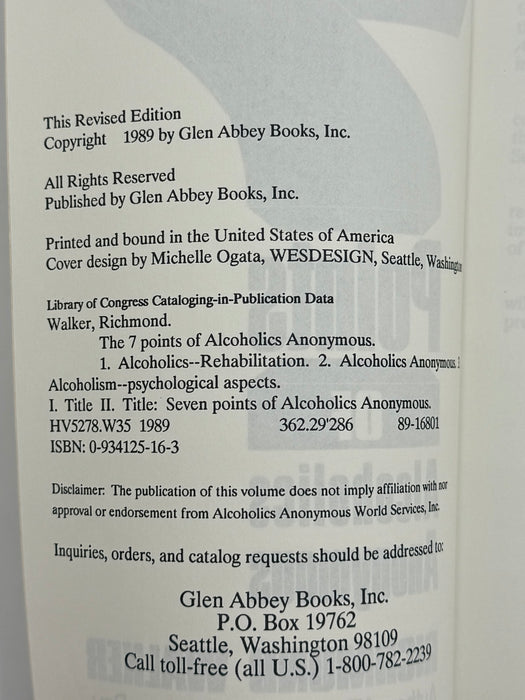 This Revised Edition
Copyright 1989 by Glen Abbey Books, Inc.
All Rights Reserved
Published by Glen Abbey Books, Inc.
Printed and bound in the United States of America
Cover design by Michelle Ogata, WESDESIGN, Seattle, Washington
Library of Congress Cataloging-in-Publication Data
Walker, Richmond.
The 7 points of Alcoholics Anonymous.
1. Alcoholics--Rehabilitation. 2. Alcoholics Anonymous.
Alcoholism--psychological aspects.
I. Title II. Title: Seven points of Alcoholics Anonymous.
HV5278.W35 1989 362.29'286 89-16801
ISBN: 0-934125-16-3
Disclaimer: The publication of this volume does not imply affiliation with nor
approval or endorsement from Alcoholics Anonymous World Services, Inc.
Inquiries, orders, and catalog requests should be addressed to:
Glen Abbey Books, Inc.
P.O. Box 19762
Seattle, Washington 98109
Call toll-free (all U.S.) 1-800-782-2239